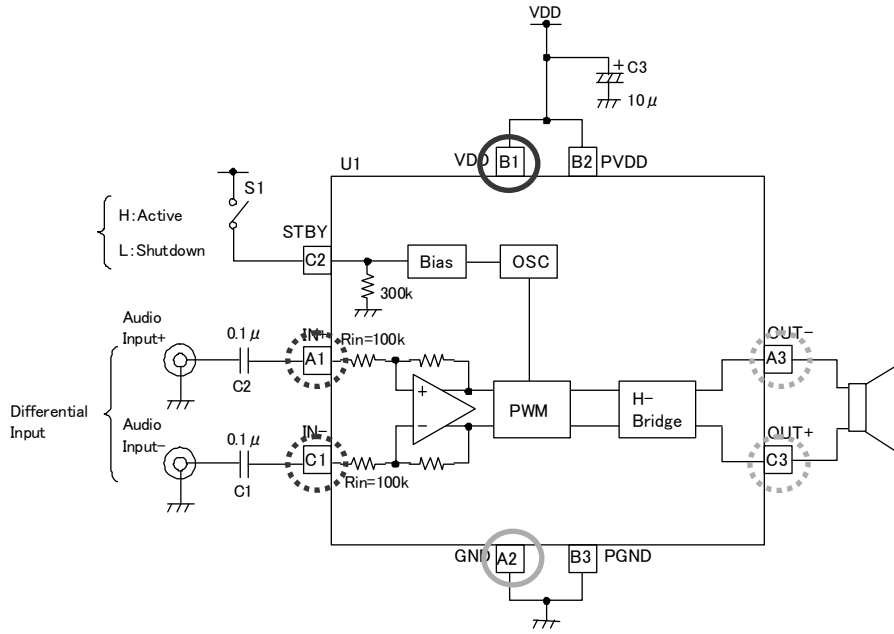 VDD
+ C3
10μ
U1
VDD B1
B2 PVDD
S1
H:Active
L:Shutdown
STBY
C2
Bias
OSC
300k
Audio
Input+
0.1μ
C2
IN+
A1
Rin=100k
OUT-
A3
Differential
Input
+
−
PWM
H-
Bridge
Audio
Input-
0.1μ
C1
IN-
C1
Rin=100k
OUT+
C3
GND A2
B3 PGND